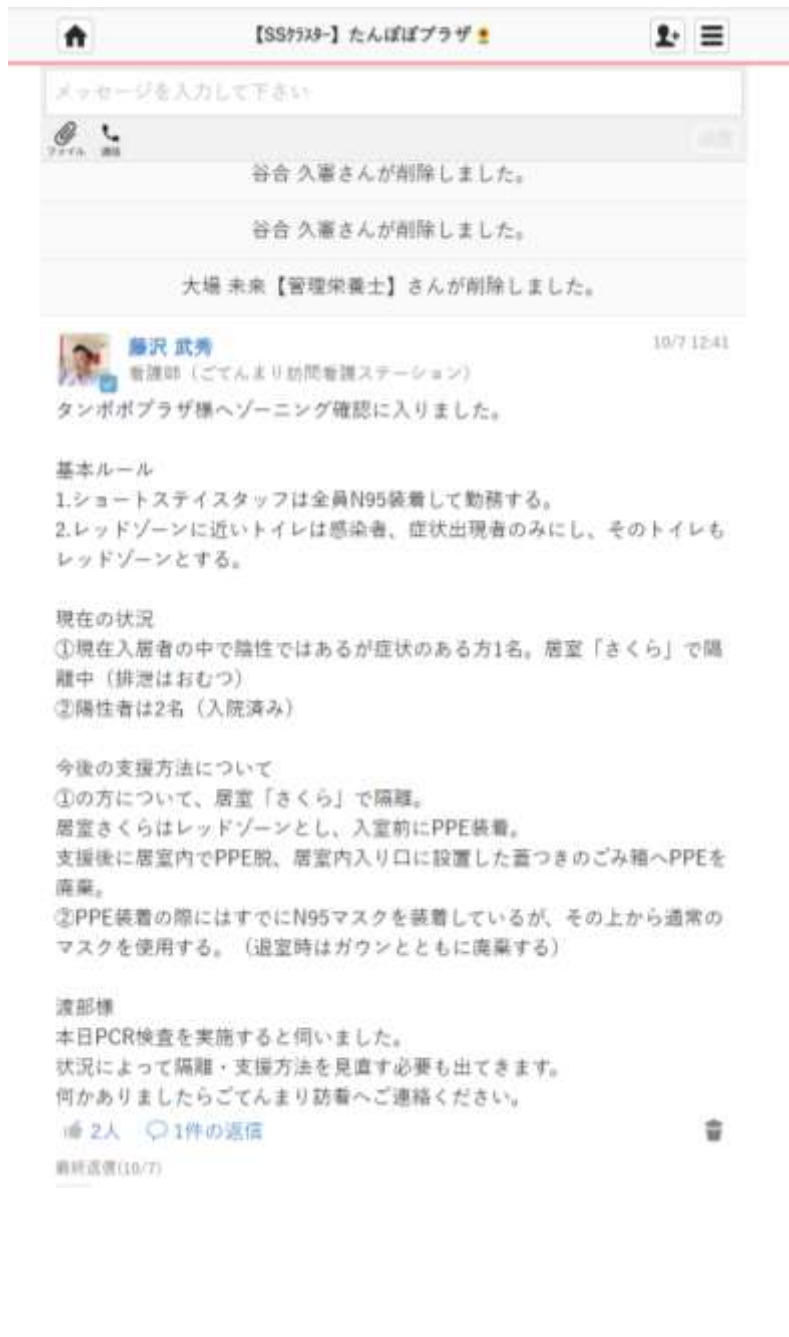 【SSｸﾗｽﾀｰ】たんぽぽプラザ🌻
メッセージを入力して下さい
ファイル 通話
谷合 久憲さんが削除しました。
谷合 久憲さんが削除しました。
大場 未来【管理栄養士】さんが削除しました。
藤沢 武秀
10/7 12:41
看護師（ごてんまり訪問看護ステーション）
タンポポプラザ様へゾーニング確認に入りました。
基本ルール
1.ショートステイスタッフは全員N95装着して勤務する。
2.レッドゾーンに近いトイレは感染者、症状出現者のみにし、そのトイレも
レッドゾーンとする。
現在の状況
①現在入居者の中で陰性ではあるが症状のある方1名。居室「さくら」で隔
離中（排泄はおむつ）
②陽性者は2名（入院済み）
今後の支援方法について
①の方について、居室「さくら」で隔離。
居室さくらはレッドゾーンとし、入室前にPPE装着。
支援後に居室内でPPE脱、居室内入り口に設置した蓋つきのごみ箱へPPEを
廃棄。
②PPE装着の際にはすでにN95マスクを装着しているが、その上から通常の
マスクを使用する。（退室時はガウンとともに廃棄する）
渡部様
本日PCR検査を実施すると伺いました。
状況によって隔離・支援方法を見直す必要も出てきます。
何かありましたらごてんまり訪看へご連絡ください。
2人 1件の返信
最終返信(10/7)